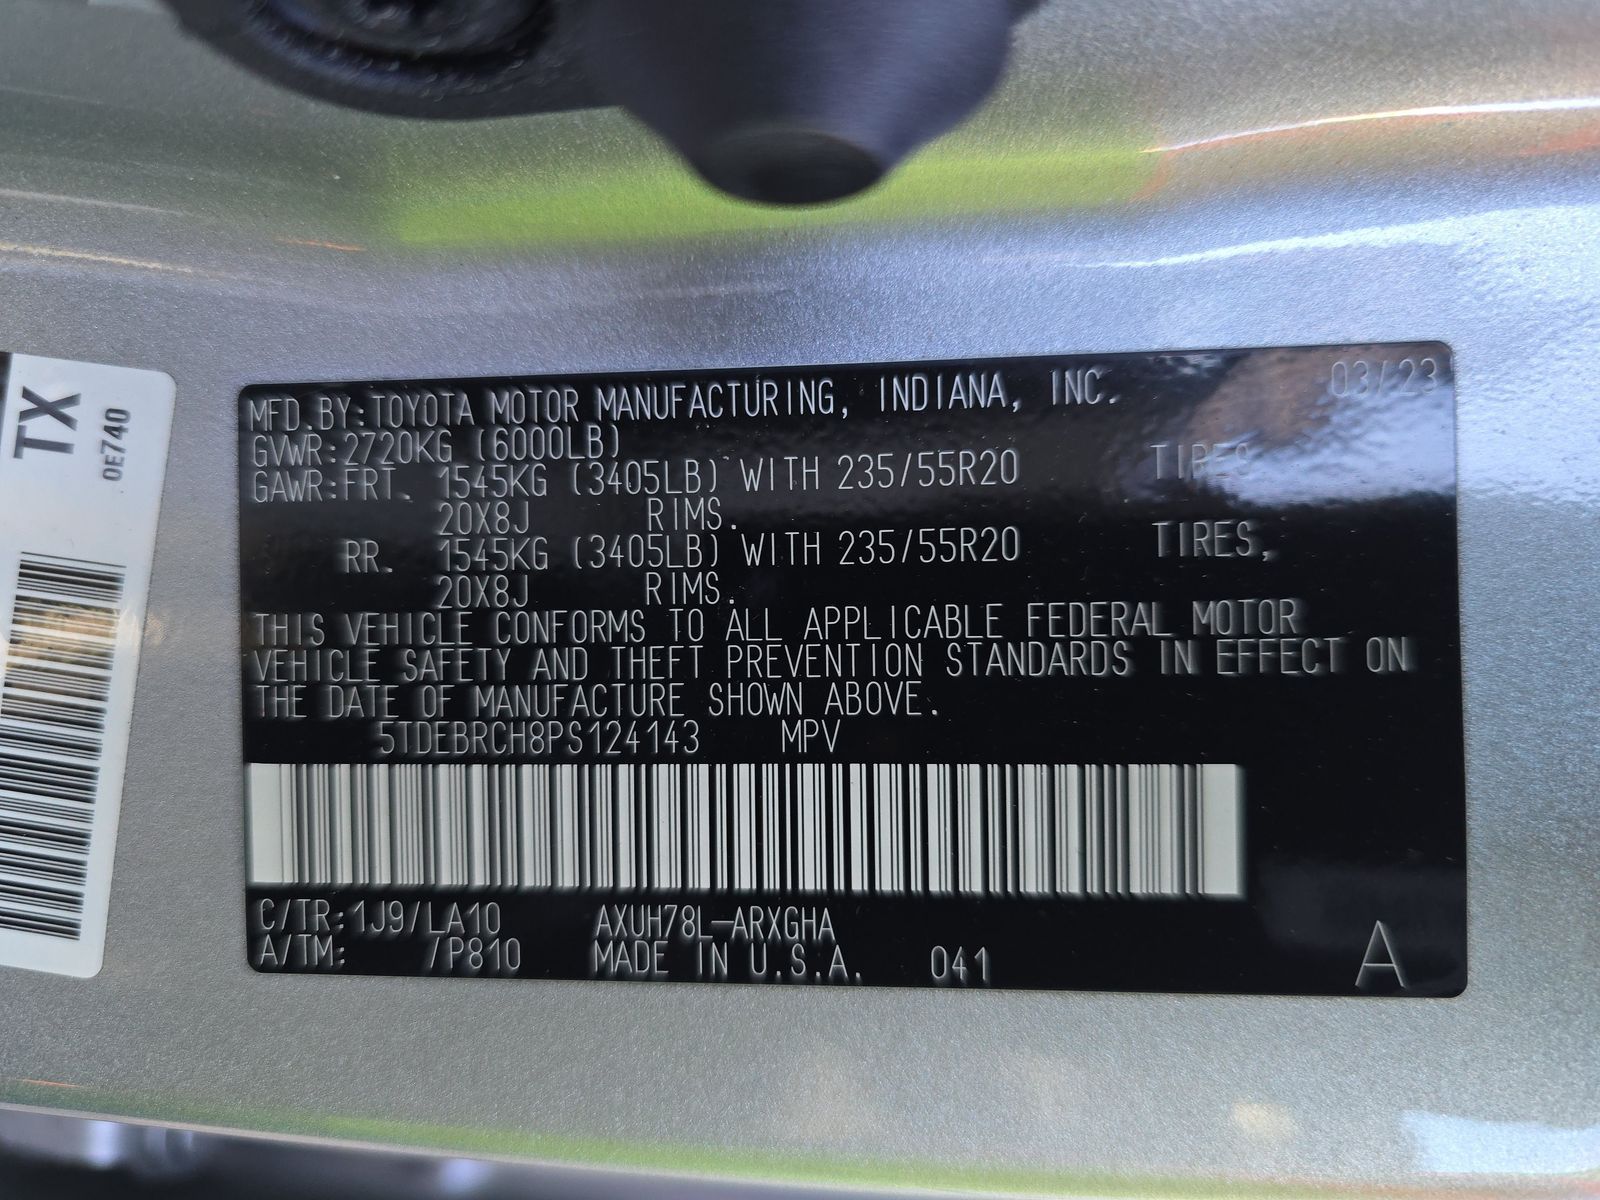 TX
0E740
MFD.BY:TOYOTA MOTOR MANUFACTURING, INDIANA, INC. 03/23
GVWR:2720KG (6000LB)
GAWR:FRT. 1545KG (3405LB) WITH 235/55R20 TIRES
20X8J RIMS.
RR. 1545KG (3405LB) WITH 235/55R20 TIRES,
20X8J RIMS.
THIS VEHICLE CONFORMS TO ALL APPLICABLE FEDERAL MOTOR
VEHICLE SAFETY AND THEFT PREVENTION STANDARDS IN EFFECT ON
THE DATE OF MANUFACTURE SHOWN ABOVE.
5TDEBRCH8PS124143 MPV
C/TR:1J9/LA10 AXUH78L-ARXGHA
A/TM: /P810 MADE IN U.S.A. 041 A